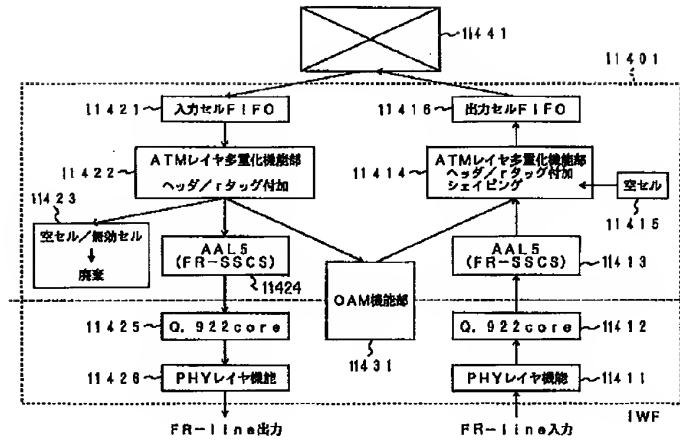 11441
11401
11421
入力セルFIFO
11416
出力セルFIFO
11422
ATMレイヤ多重化機能部
ヘッダ/rタッグ付加
11414
ATMレイヤ多重化機能部
ヘッダ/rタッグ付加
シェイピング
空セル
11415
11423
空セル/無効セル
廃棄
AAL5
(FR-SSCS)
11424
OAM機能部
11431
AAL5
(FR-SSCS)
11413
11425
Q.922core
Q.922core
11412
11426
PHYレイヤ機能
PHYレイヤ機能
11411
IWF
FR-line出力
FR-line入力